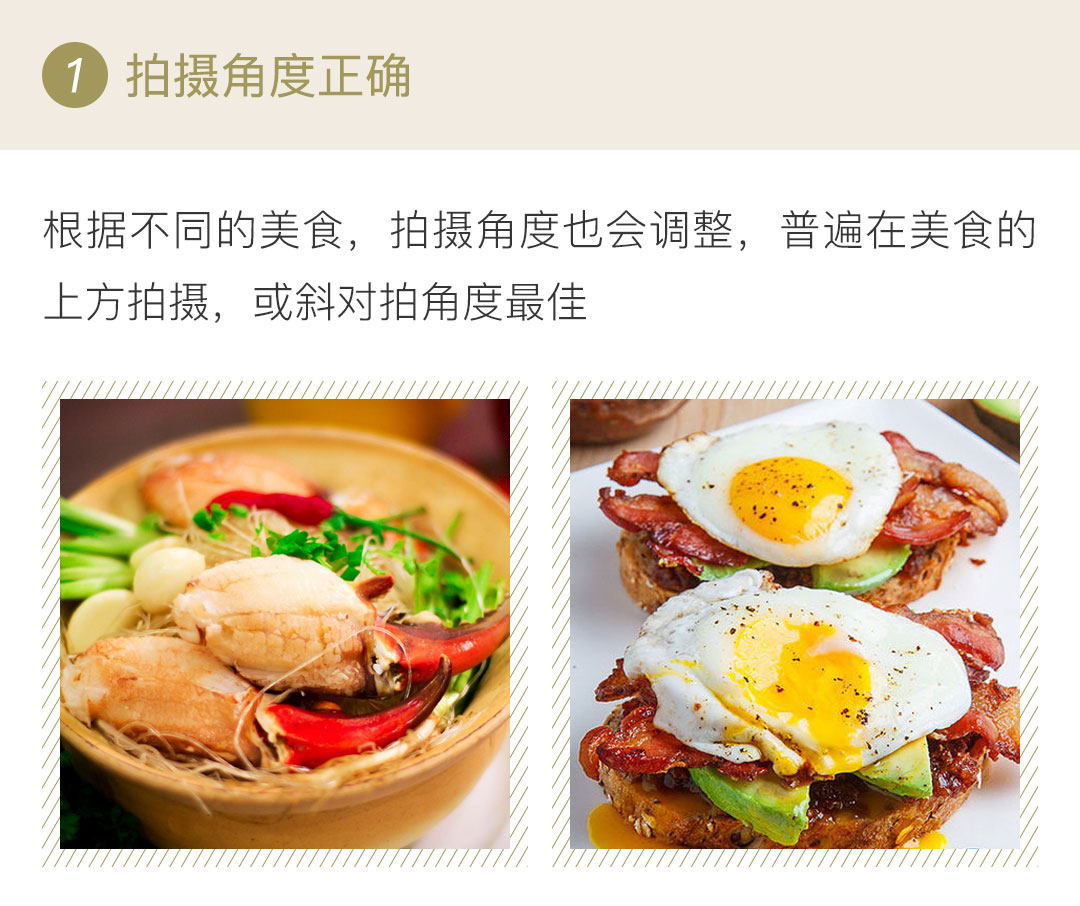 1 拍摄角度正确
根据不同的美食，拍摄角度也会调整，普遍在美食的
上方拍摄，或斜对拍角度最佳